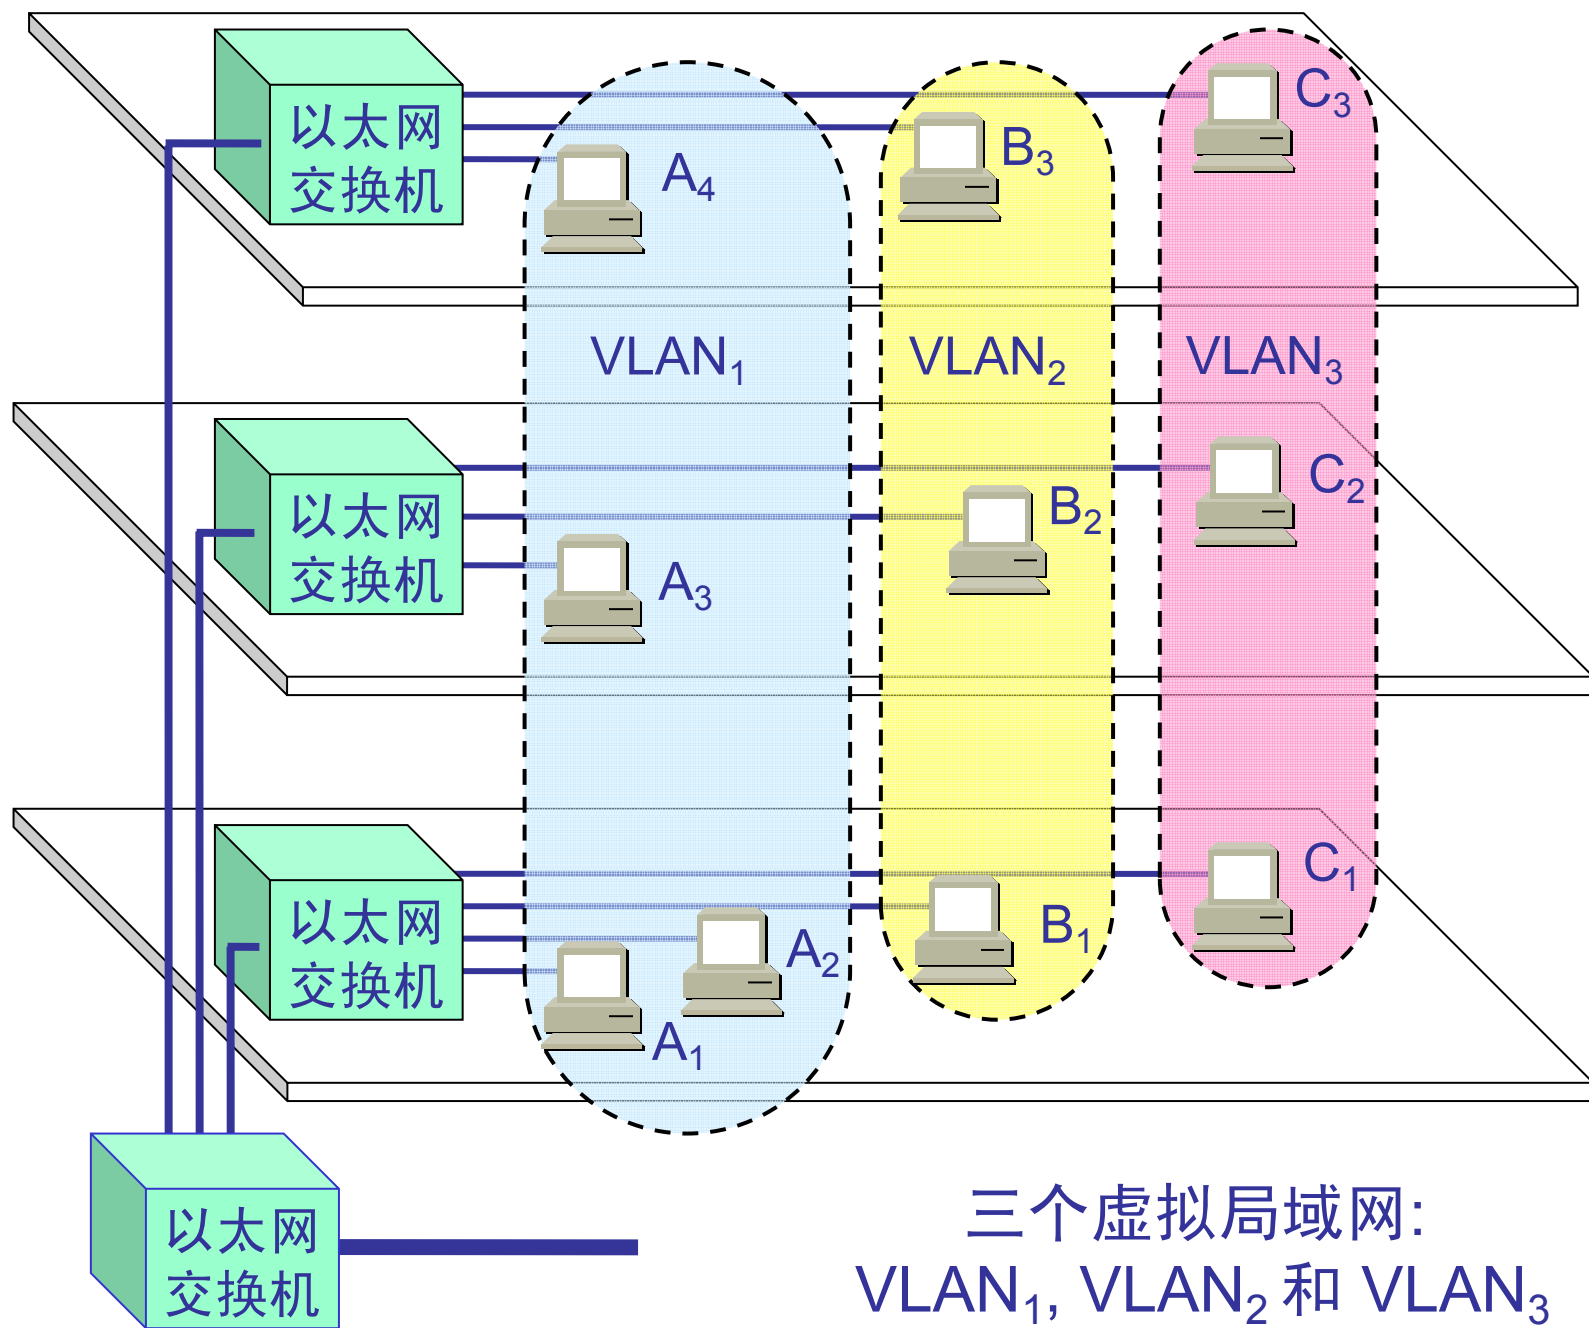 以太网
交换机
A4
B3
C3
VLAN1
VLAN2
VLAN3
以太网
交换机
A3
B2
C2
以太网
交换机
A1
A2
B1
C1
以太网
交换机
三个虚拟局域网:
VLAN1, VLAN2 和 VLAN3